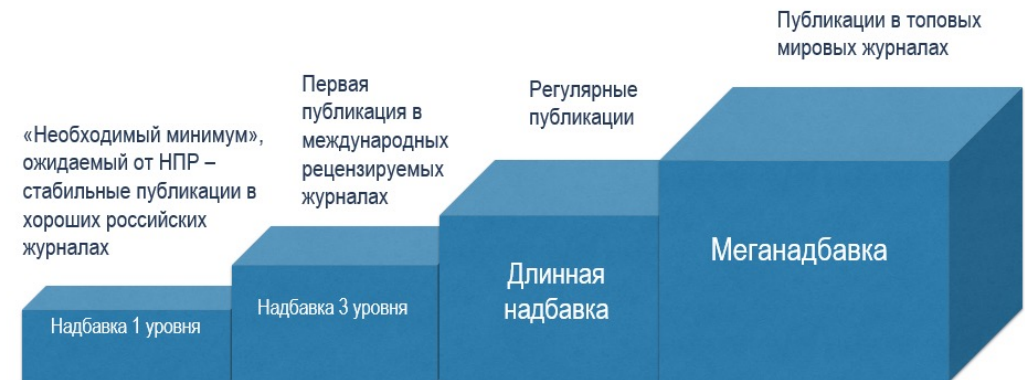 «Необходимый минимум»,
ожидаемый от НПР –
стабильные публикации в
хороших российских
журналах
Надбавка 1 уровня
Первая
публикация в
международных
рецензируемых
журналах
Надбавка 3 уровня
Регулярные
публикации
Длинная
надбавка
Публикации в топовых
мировых журналах
Меганадбавка